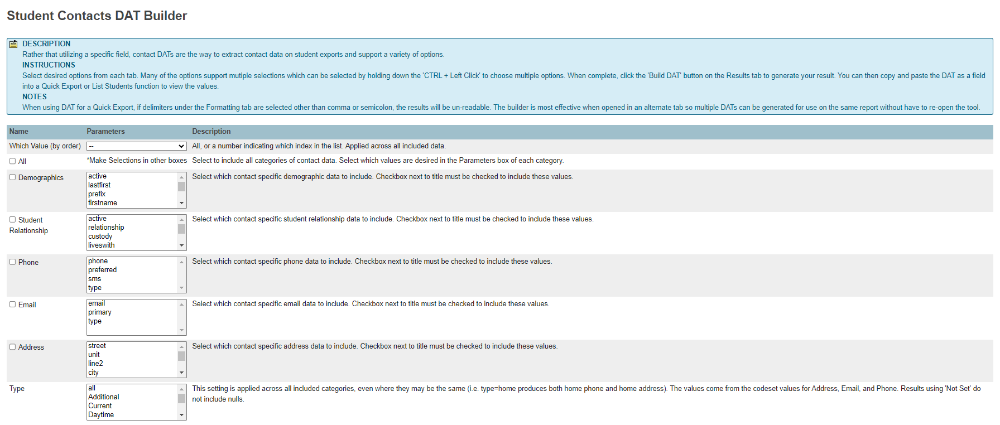 Student Contacts DAT Builder
DESCRIPTION
Rather that utilizing a specific field, contact DATs are the way to extract contact data on student exports and support a variety of options.
INSTRUCTIONS
Select desired options from each tab. Many of the options support mutiple selections which can be selected by holding down the 'CTRL + Left Click' to choose multiple options. When complete, click the 'Build DAT' button on the Results tab to generate your result. You can then copy and paste the DAT as a field
into a Quick Export or List Students function to view the values.
NOTES
When using DAT for a Quick Export, if delimiters under the Formatting tab are selected other than comma or semicolon, the results will be un-readable. The builder is most effective when opened in an alternate tab so multiple DATs can be generated for use on the same report without have to re-open the tool.
Name Parameters Description
Which Value (by order) -- All, or a number indicating which index in the list. Applied across all included data.
All *Make Selections in other boxes Select to include all categories of contact data. Select which values are desired in the Parameters box of each category.
Demographics active Select which contact specific demographic data to include. Checkbox next to title must be checked to include these values.
lastfirst
prefix
firstname
Student active Select which contact specific student relationship data to include. Checkbox next to title must be checked to include these values.
Relationship relationship
custody
liveswith
Phone phone Select which contact specific phone data to include. Checkbox next to title must be checked to include these values.
preferred
sms
type
Email email Select which contact specific email data to include. Checkbox next to title must be checked to include these values.
primary
type
Address street Select which contact specific address data to include. Checkbox next to title must be checked to include these values.
unit
line2
city
Type all This setting is applied across all included categories, even where they may be the same (i.e. type=home produces both home phone and home address). The values come from the codeset values for Address, Email, and Phone. Results using 'Not Set' do
Additional not include nulls.
Current
Daytime